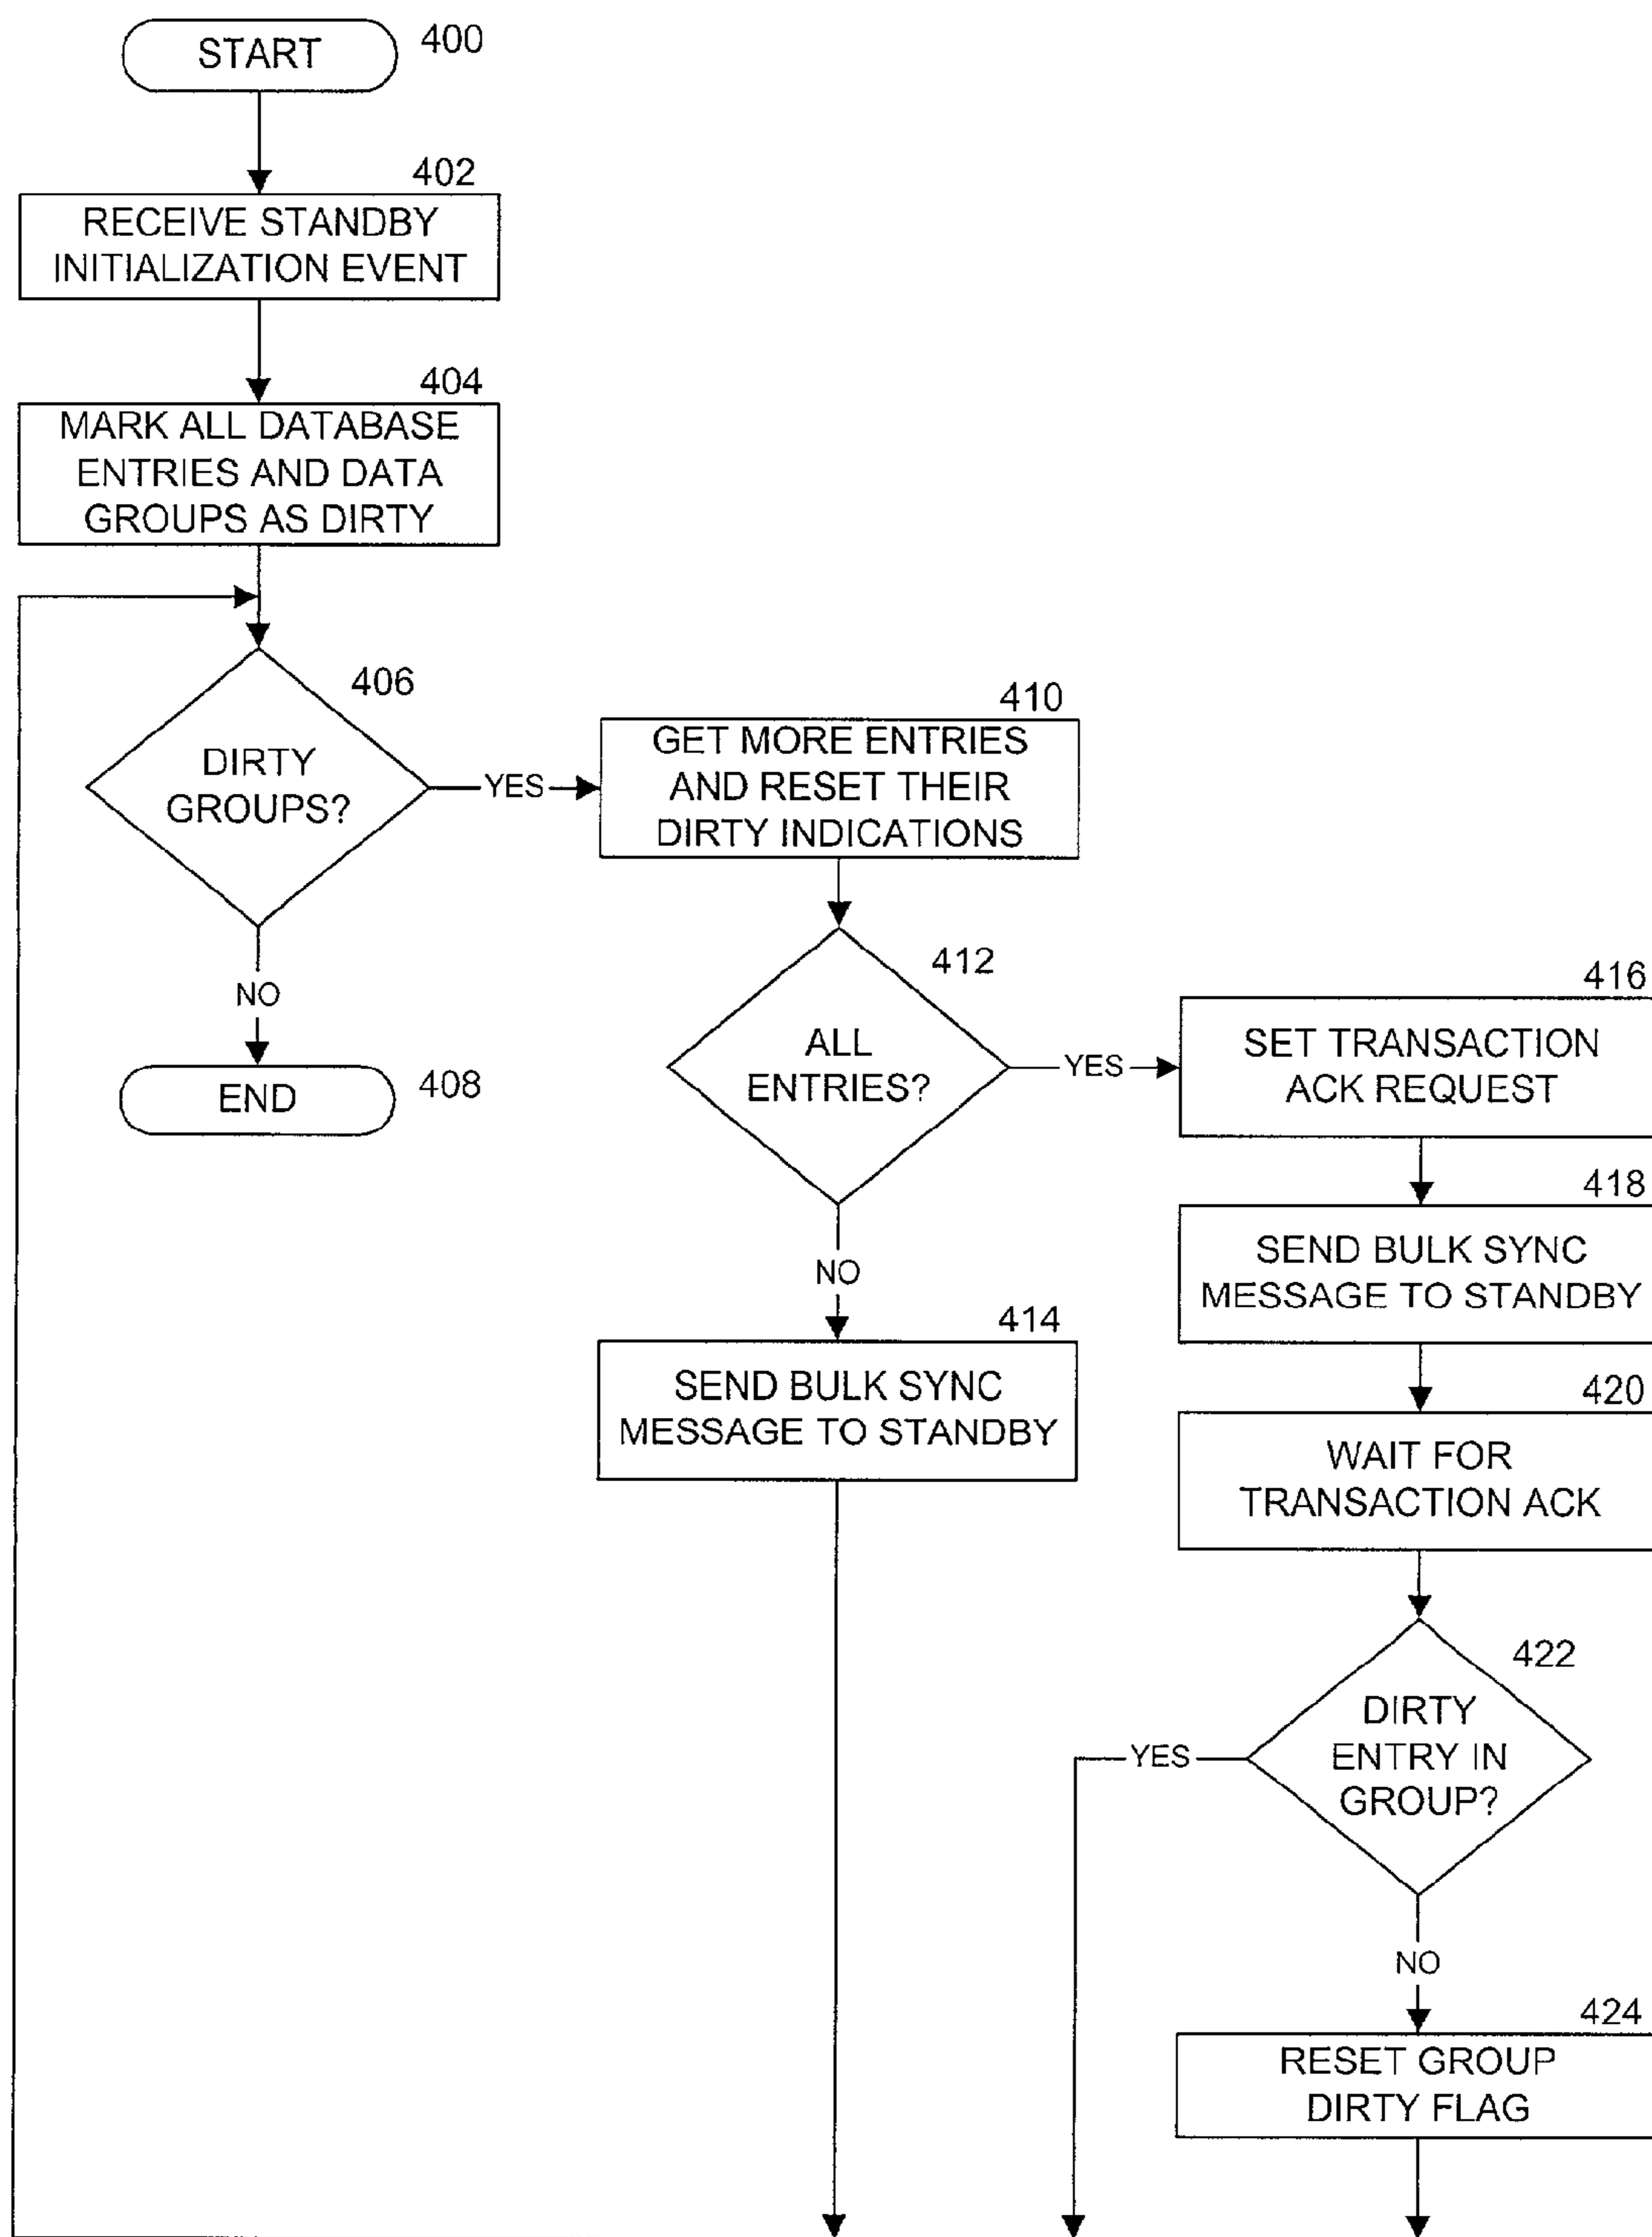 START
400
402
RECEIVE STANDBY
INITIALIZATION EVENT
404
MARK ALL DATABASE
ENTRIES AND DATA
GROUPS AS DIRTY
406
DIRTY
GROUPS?
YES
NO
END
408
410
GET MORE ENTRIES
AND RESET THEIR
DIRTY INDICATIONS
412
ALL
ENTRIES?
YES
NO
414
SEND BULK SYNC
MESSAGE TO STANDBY
416
SET TRANSACTION
ACK REQUEST
418
SEND BULK SYNC
MESSAGE TO STANDBY
420
WAIT FOR
TRANSACTION ACK
422
DIRTY
ENTRY IN
GROUP?
YES
NO
424
RESET GROUP
DIRTY FLAG